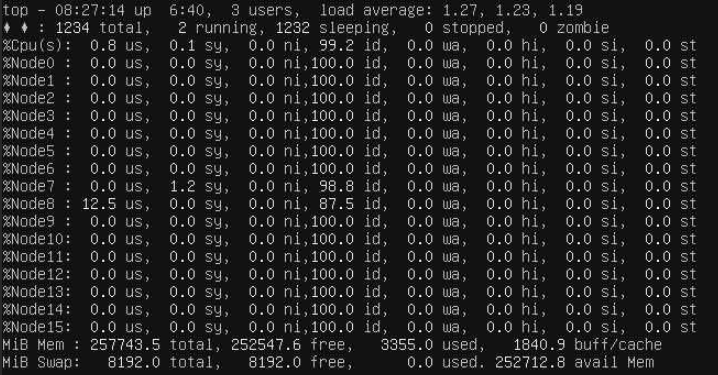 top - 08:27:14 up  6:40,  3 users,  load average: 1.27, 1.23, 1.19
♦ ♦ : 1234 total,   2 running, 1232 sleeping,   0 stopped,   0 zombie
%Cpu(s):  0.8 us,  0.1 sy,  0.0 ni, 99.2 id,  0.0 wa,  0.0 hi,  0.0 si,  0.0 st
%Node0 :  0.0 us,  0.0 sy,  0.0 ni,100.0 id,  0.0 wa,  0.0 hi,  0.0 si,  0.0 st
%Node1 :  0.0 us,  0.0 sy,  0.0 ni,100.0 id,  0.0 wa,  0.0 hi,  0.0 si,  0.0 st
%Node2 :  0.0 us,  0.0 sy,  0.0 ni,100.0 id,  0.0 wa,  0.0 hi,  0.0 si,  0.0 st
%Node3 :  0.0 us,  0.0 sy,  0.0 ni,100.0 id,  0.0 wa,  0.0 hi,  0.0 si,  0.0 st
%Node4 :  0.0 us,  0.0 sy,  0.0 ni,100.0 id,  0.0 wa,  0.0 hi,  0.0 si,  0.0 st
%Node5 :  0.0 us,  0.0 sy,  0.0 ni,100.0 id,  0.0 wa,  0.0 hi,  0.0 si,  0.0 st
%Node6 :  0.0 us,  0.0 sy,  0.0 ni,100.0 id,  0.0 wa,  0.0 hi,  0.0 si,  0.0 st
%Node7 :  0.0 us,  1.2 sy,  0.0 ni, 98.8 id,  0.0 wa,  0.0 hi,  0.0 si,  0.0 st
%Node8 : 12.5 us,  0.0 sy,  0.0 ni, 87.5 id,  0.0 wa,  0.0 hi,  0.0 si,  0.0 st
%Node9 :  0.0 us,  0.0 sy,  0.0 ni,100.0 id,  0.0 wa,  0.0 hi,  0.0 si,  0.0 st
%Node10:  0.0 us,  0.0 sy,  0.0 ni,100.0 id,  0.0 wa,  0.0 hi,  0.0 si,  0.0 st
%Node11:  0.0 us,  0.0 sy,  0.0 ni,100.0 id,  0.0 wa,  0.0 hi,  0.0 si,  0.0 st
%Node12:  0.0 us,  0.0 sy,  0.0 ni,100.0 id,  0.0 wa,  0.0 hi,  0.0 si,  0.0 st
%Node13:  0.0 us,  0.0 sy,  0.0 ni,100.0 id,  0.0 wa,  0.0 hi,  0.0 si,  0.0 st
%Node14:  0.0 us,  0.0 sy,  0.0 ni,100.0 id,  0.0 wa,  0.0 hi,  0.0 si,  0.0 st
%Node15:  0.0 us,  0.0 sy,  0.0 ni,100.0 id,  0.0 wa,  0.0 hi,  0.0 si,  0.0 st
MiB Mem : 257743.5 total, 252547.6 free,   3355.0 used,   1840.9 buff/cache
MiB Swap:   8192.0 total,   8192.0 free,      0.0 used. 252712.8 avail Mem